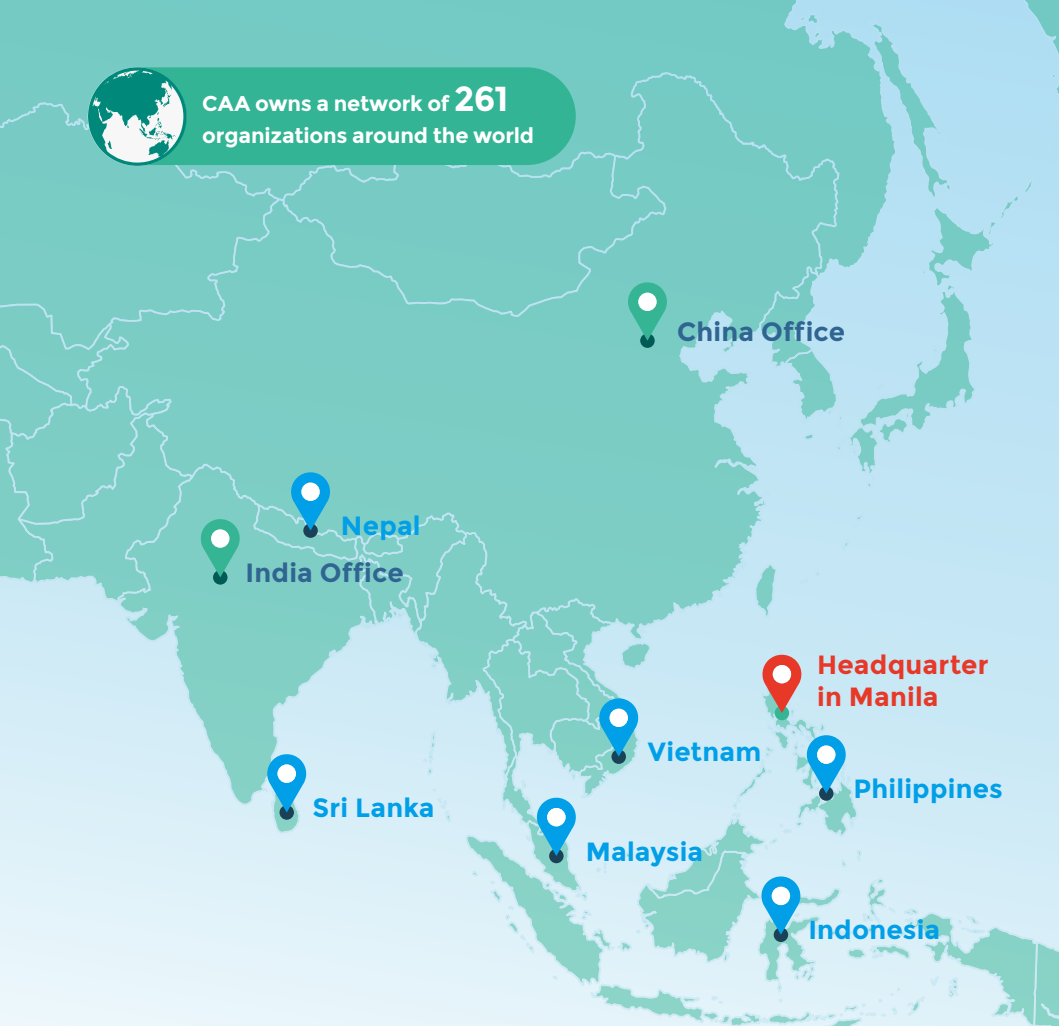 CAA owns a network of 261
organizations around the world
China Office
Nepal
India Office
Headquarter
in Manila
Vietnam
Philippines
Sri Lanka
Malaysia
Indonesia